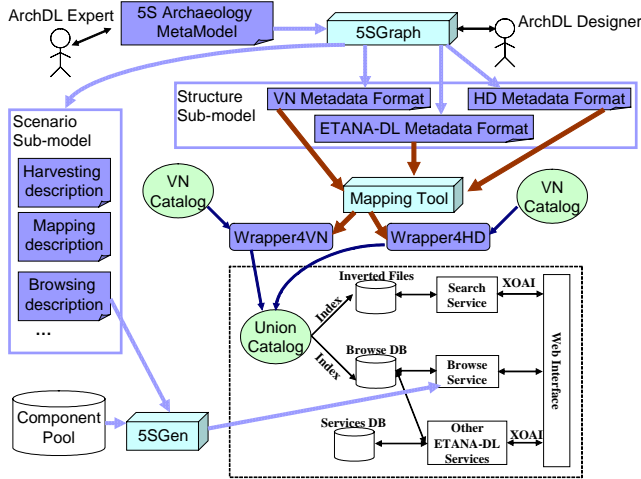 ArchDL Expert
5S Archaeology
MetaModel
5SGraph
ArchDL Designer
Structure
Sub-model
VN Metadata Format
HD Metadata Format
ETANA-DL Metadata Format
Scenario
Sub-model
Harvesting
description
Mapping
description
Browsing
description
...
VN
Catalog
Mapping Tool
VN
Catalog
Wrapper4VN
Wrapper4HD
Inverted Files
Index
Search
Service
XOAI
Union
Catalog
Index
Browse DB
Browse
Service
Web Interface
Services DB
Other
ETANA-DL
Services
XOAI
Component
Pool
5SGen